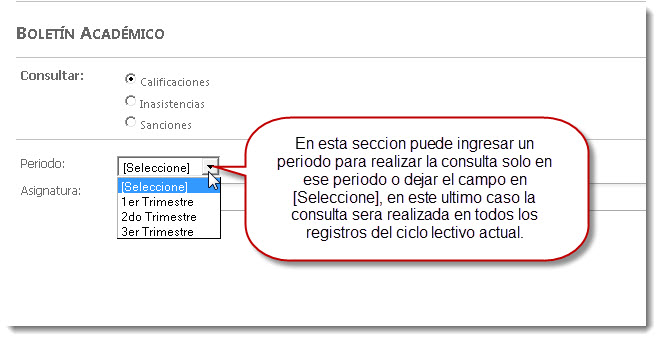 BOLETÍN ACADÉMICO
Consultar:
Calificaciones
Inasistencias
Sanciones
Periodo:
[Seleccione]
[Seleccione]
1er Trimestre
2do Trimestre
3er Trimestre
Asignatura:
En esta seccion puede ingresar un
periodo para realizar la consulta solo en
ese periodo o dejar el campo en
[Seleccione], en este ultimo caso la
consulta sera realizada en todos los
registros del ciclo lectivo actual.